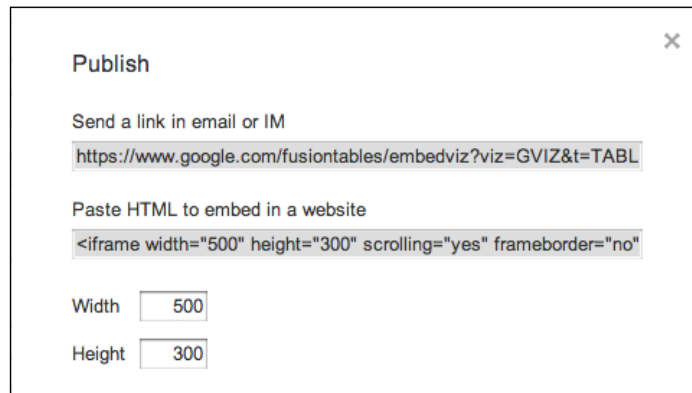 ×
Publish
Send a link in email or IM
https://www.google.com/fusiontables/embedviz?viz=GVIZ&t=TABL
Paste HTML to embed in a website
<iframe width="500" height="300" scrolling="yes" frameborder="no"
Width 500
Height 300